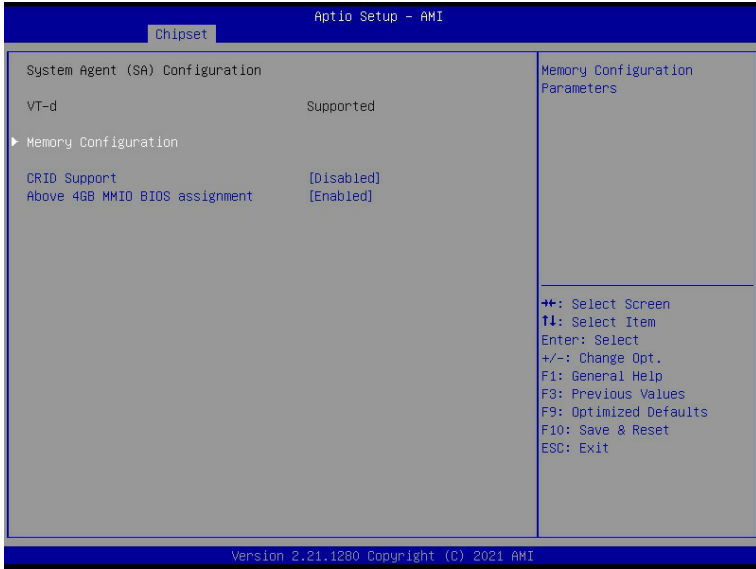 Aptio Setup – AMI
Chipset
System Agent (SA) Configuration
VT-d Supported
Memory Configuration
CRID Support [Disabled]
Above 4GB MMIO BIOS assignment [Enabled]
Memory Configuration
Parameters
→←: Select Screen
↑↓: Select Item
Enter: Select
+/-: Change Opt.
F1: General Help
F3: Previous Values
F9: Optimized Defaults
F10: Save & Reset
ESC: Exit
Version 2.21.1280 Copyright (C) 2021 AMI